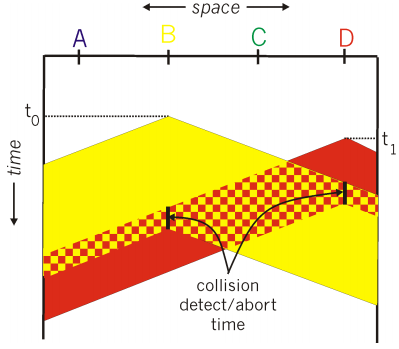 space
A B C D
t0
t1
time
collision
detect/abort
time